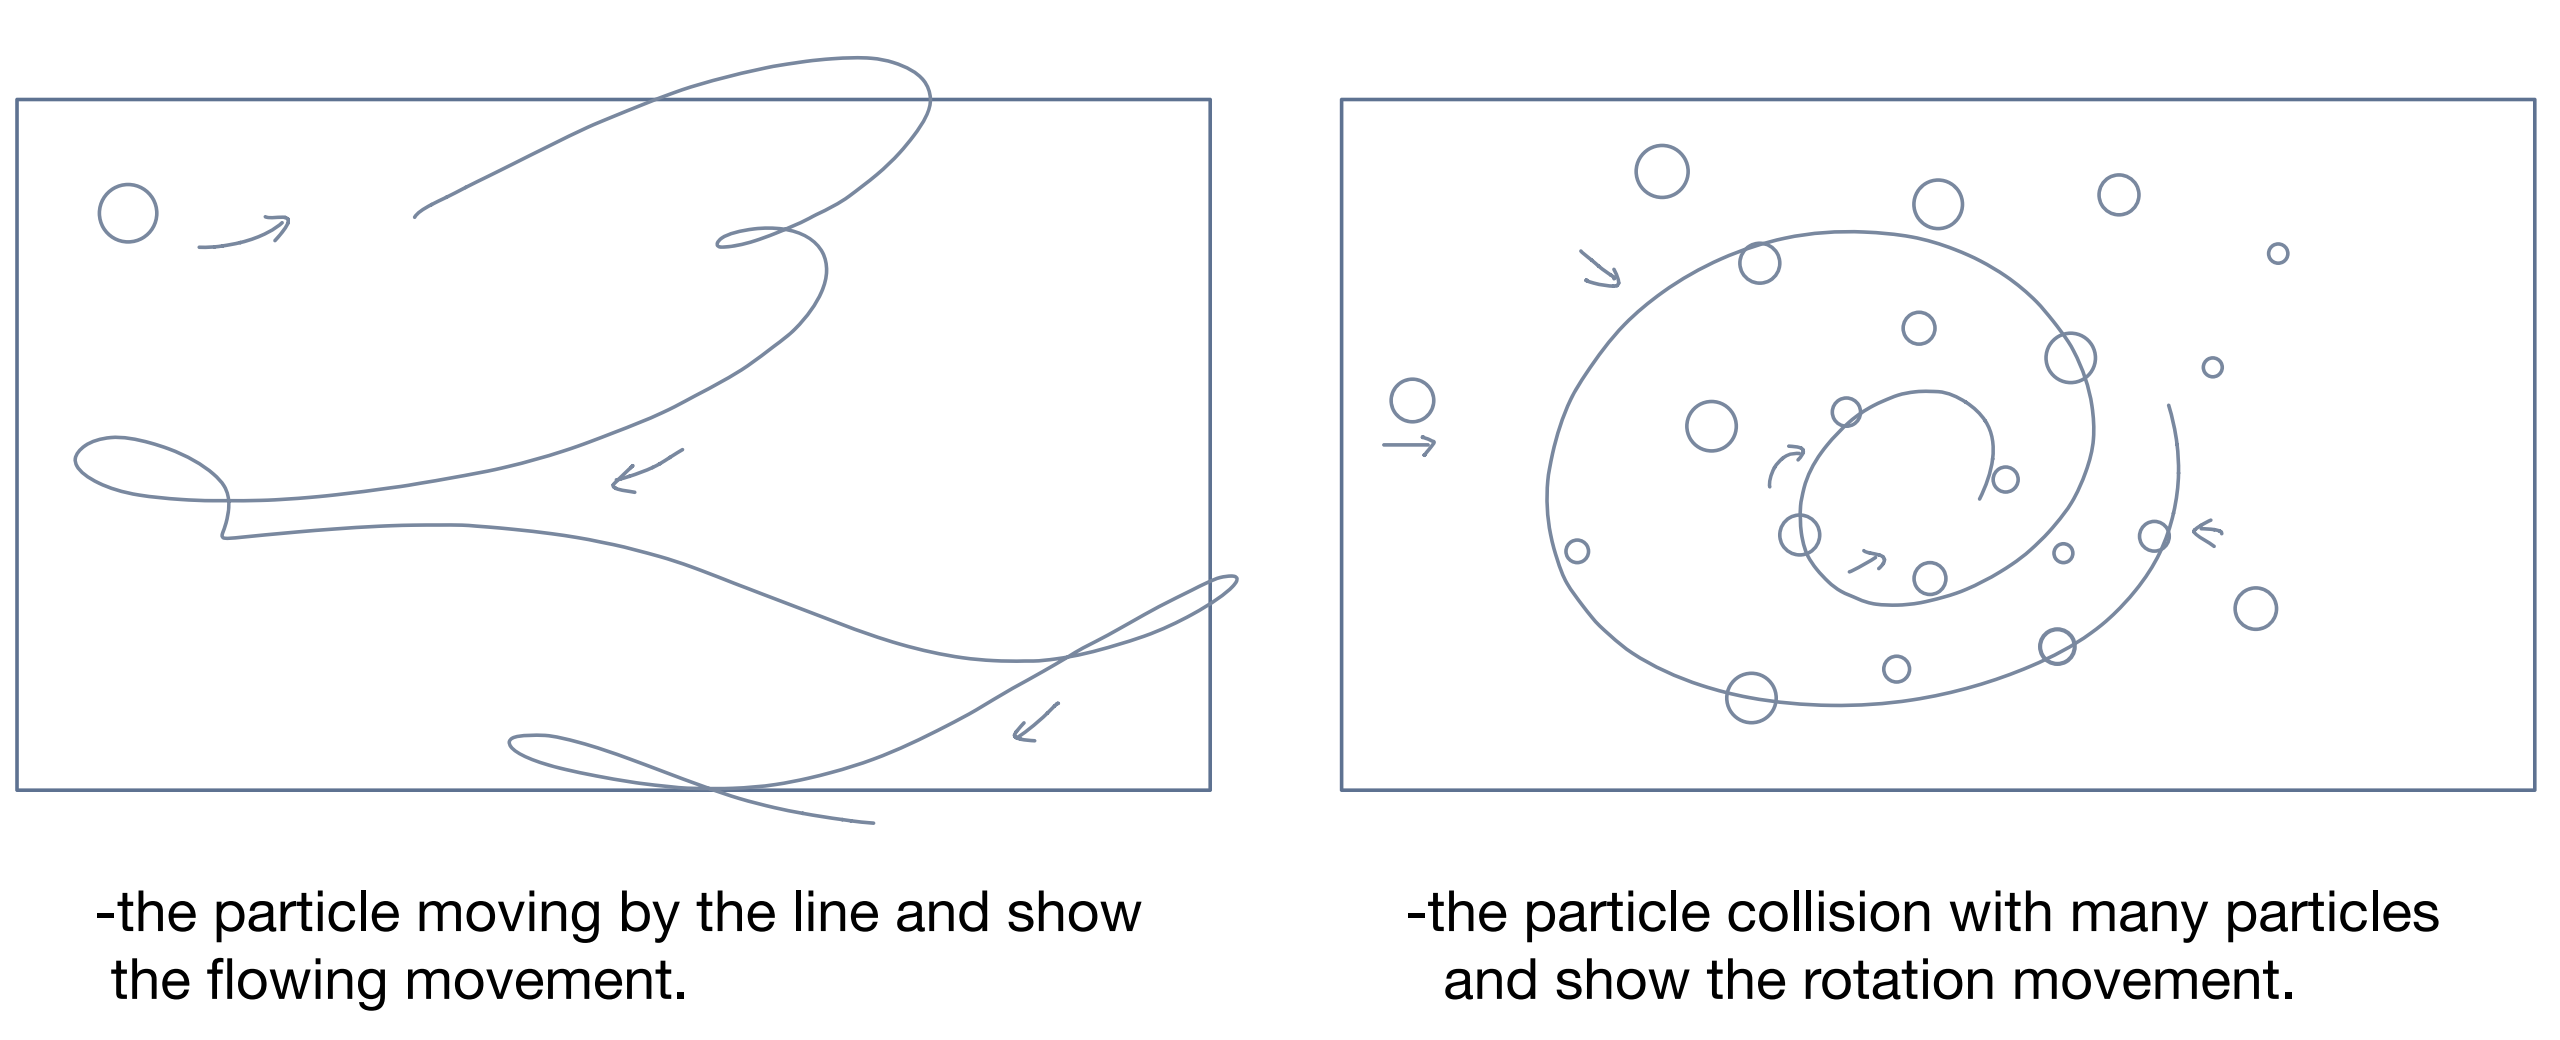 -the particle moving by the line and show
the flowing movement.
-the particle collision with many particles
and show the rotation movement.